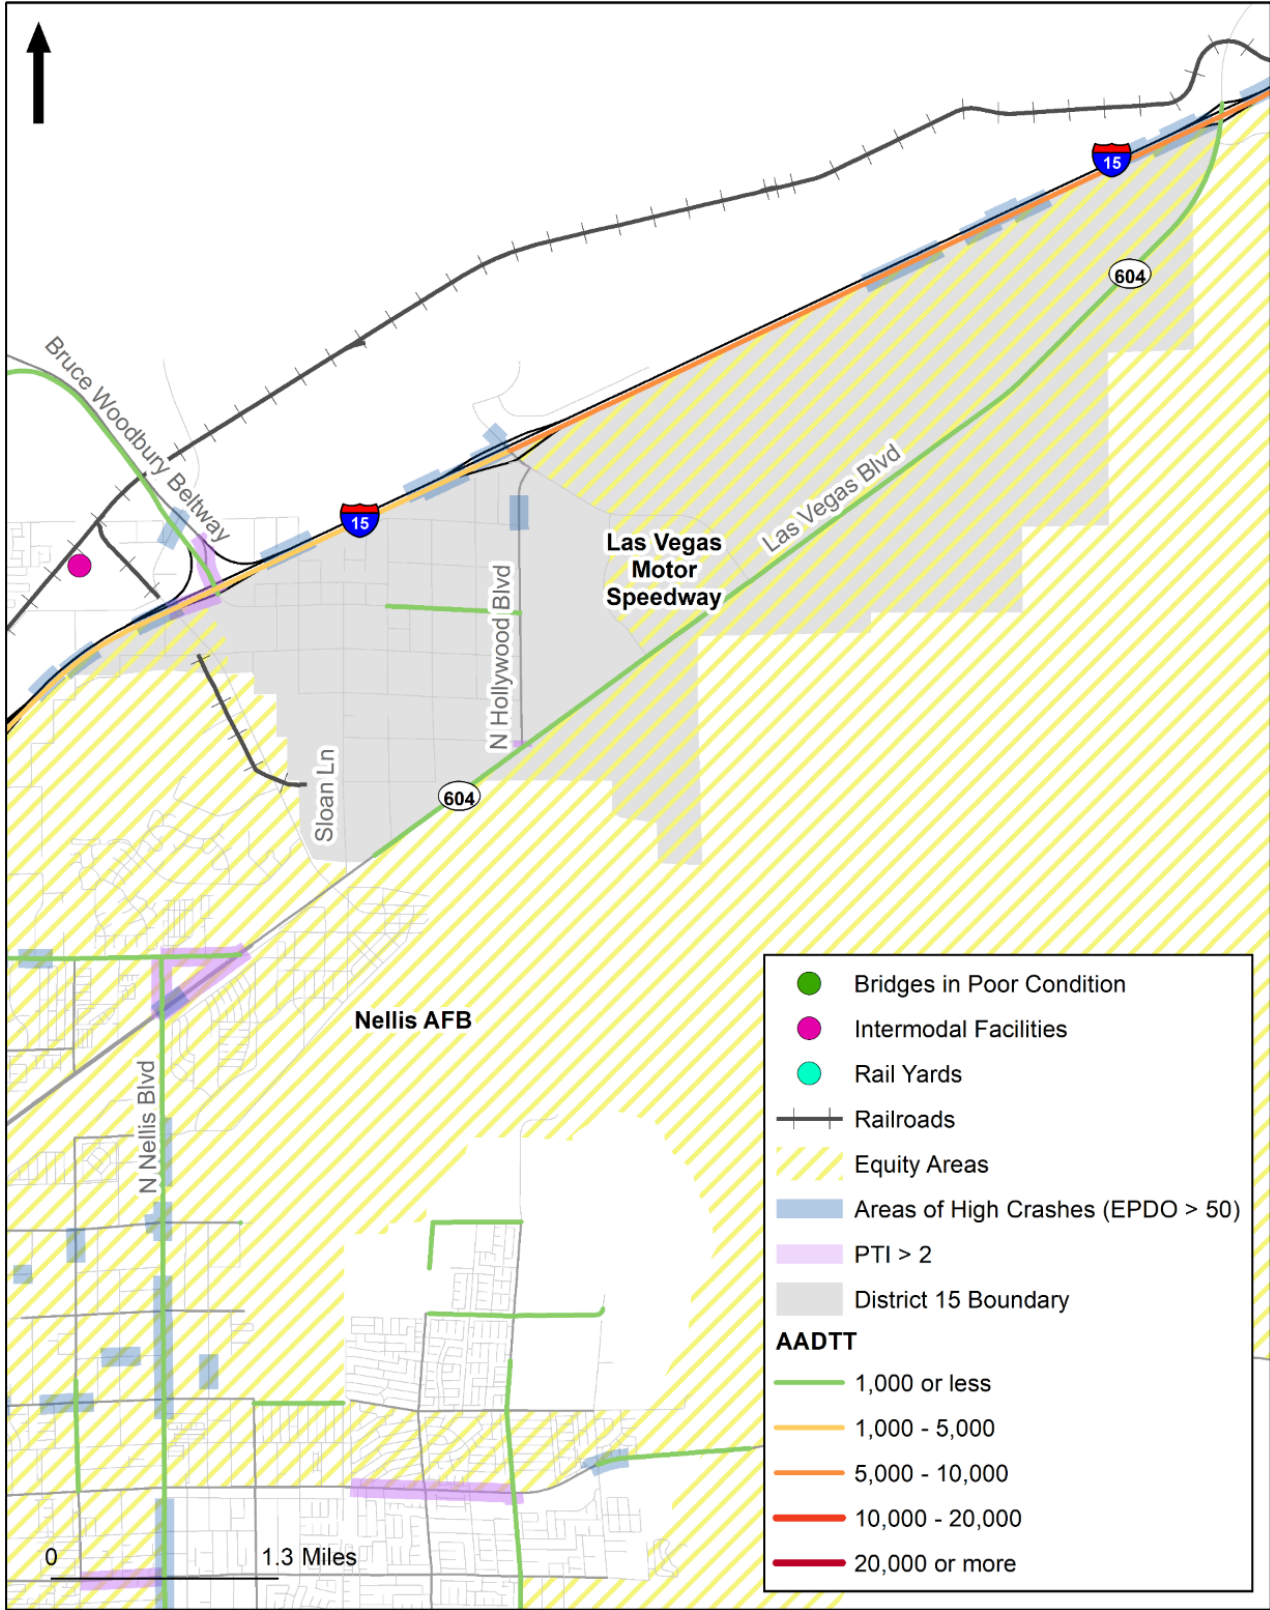 15
604
Bruce Woodbury Beltway
Las Vegas Blvd
15
Las Vegas
Motor
Speedway
N Hollywood Blvd
Sloan Ln
604
Nellis AFB
N Nellis Blvd
Bridges in Poor Condition
Intermodal Facilities
Rail Yards
Railroads
Equity Areas
Areas of High Crashes (EPDO > 50)
PTI > 2
District 15 Boundary
AADTT
1,000 or less
1,000 - 5,000
5,000 - 10,000
10,000 - 20,000
20,000 or more
0 1.3 Miles